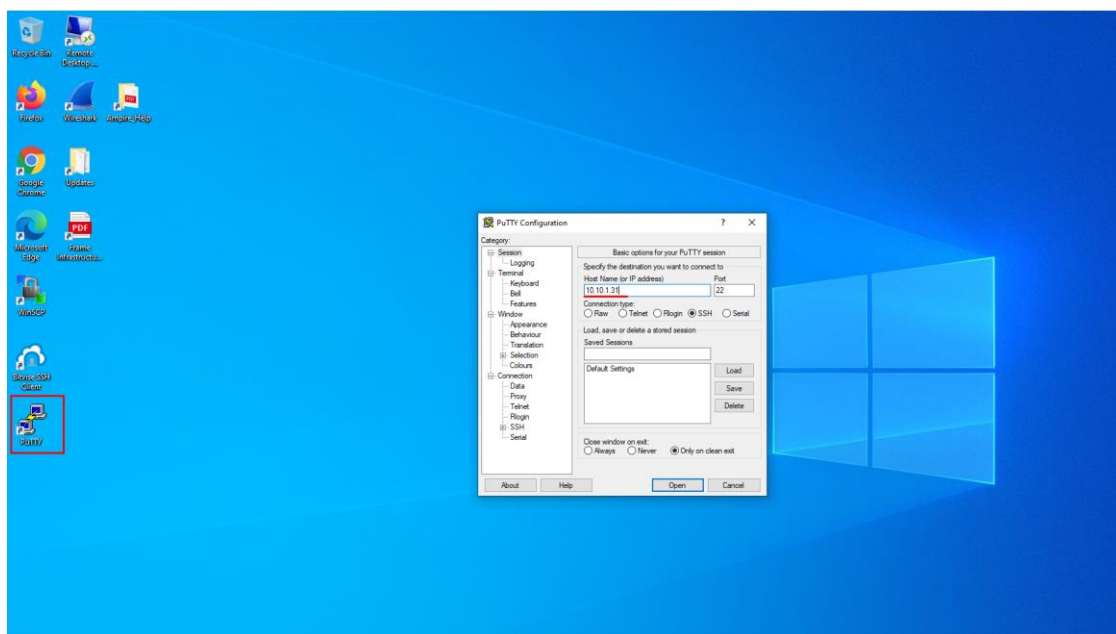 Recycle Bin
Remote
Desktop ...
Firefox
Wireshark
Ampire_Help
Google
Chrome
Updates
Microsoft
Edge
PDF
Frame
Infrastructu...
WinSCP
Bitvise SSH
Client
PuTTY
PuTTY Configuration
Category:
Session
Logging
Terminal
Keyboard
Bell
Features
Window
Appearance
Behaviour
Translation
Selection
Colours
Connection
Data
Proxy
Telnet
Rlogin
SSH
Serial
Basic options for your PuTTY session
Specify the destination you want to connect to
Host Name (or IP address) Port
10.10.1.31 22
Connection type:
Raw Telnet Rlogin SSH Serial
Load, save or delete a stored session
Saved Sessions
Default Settings
Load
Save
Delete
Close window on exit:
Always Never Only on clean exit
About Help Open Cancel